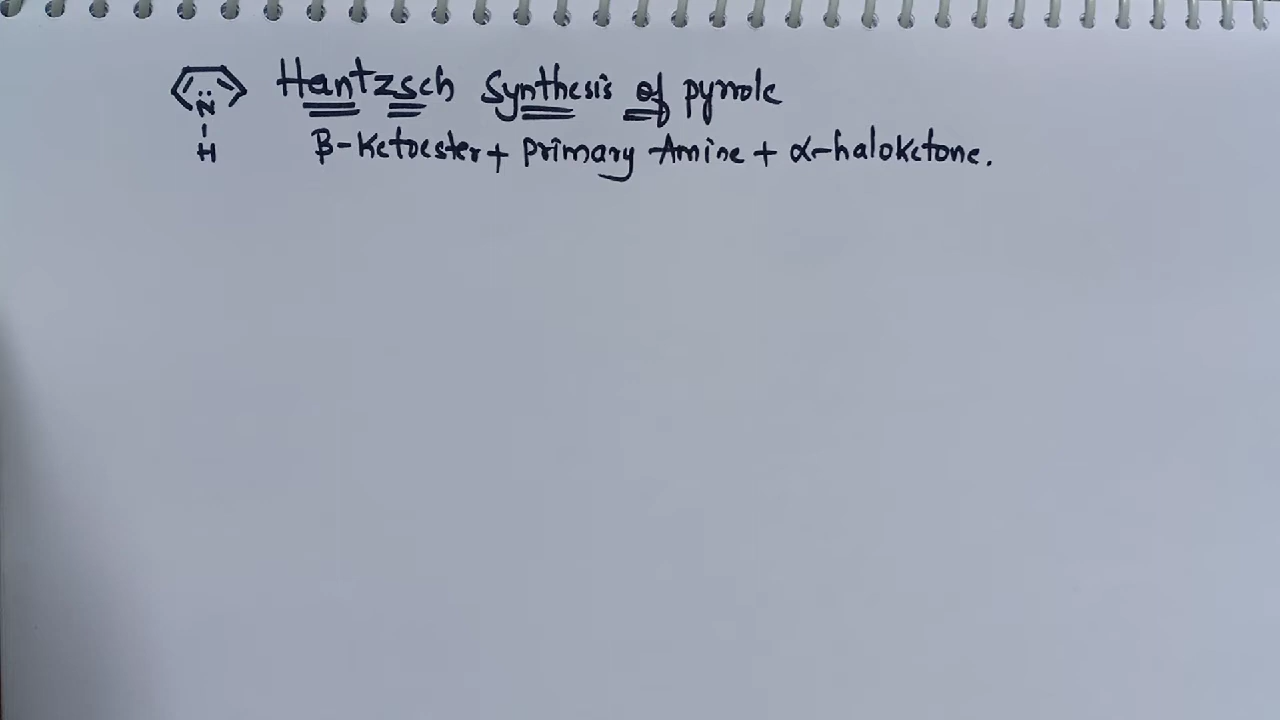 Hantzsch Synthesis of pyrrole
β-Ketoester + Primary Amine + α-haloketone.
N
H